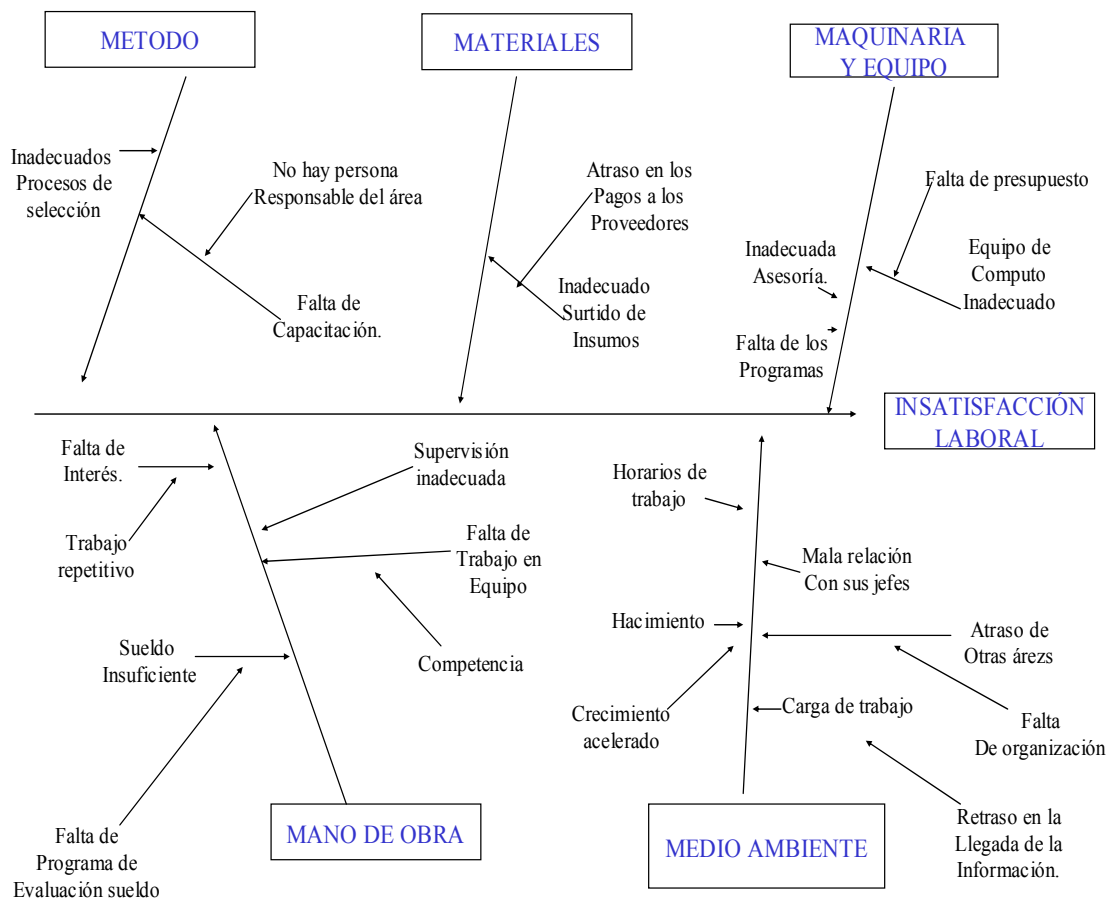 METODO
MATERIALES
MAQUINARIA
Y EQUIPO
Inadecuados
Procesos de
selección
No hay persona
Responsable del área
Falta de
Capacitación.
Atraso en los
Pagos a los
Proveedores
Inadecuado
Surtido de
Insumos
Falta de presupuesto
Inadecuada
Asesoría.
Equipo de
Computo
Inadecuado
Falta de los
Programas
INSATISFACCIÓN
LABORAL
Falta de
Interés.
Trabajo
repetitivo
Supervisión
inadecuada
Falta de
Trabajo en
Equipo
Competencia
Sueldo
Insuficiente
Falta de
Programa de
Evaluación sueldo
MANO DE OBRA
Horarios de
trabajo
Mala relación
Con sus jefes
Hacimiento
Atraso de
Otras árezs
Crecimiento
acelerado
Carga de trabajo
Falta
De organización
Retraso en la
Llegada de la
Información.
MEDIO AMBIENTE